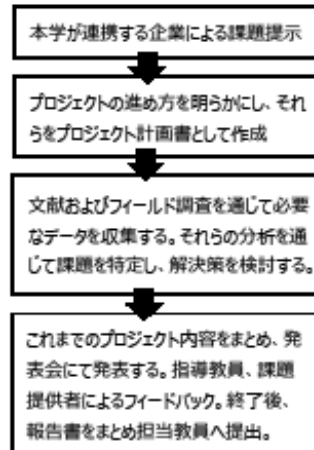 本学が連携する企業による課題提示
プロジェクトの進め方を明らかにし、それ
らをプロジェクト計画書として作成
文献およびフィールド調査を通じて必要
なデータを収集する。それらの分析を通
じて課題を特定し、解決策を検討する。
これまでのプロジェクト内容をまとめ、発
表会にて発表する。指導教員、課題
提供者によるフィードバック。終了後、
報告書をまとめ担当教員へ提出。